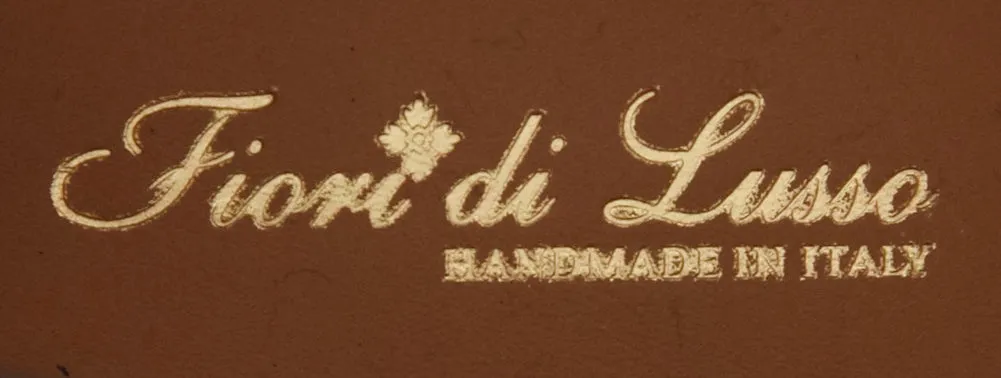 Fiori di Lusso
HANDMADE IN ITALY